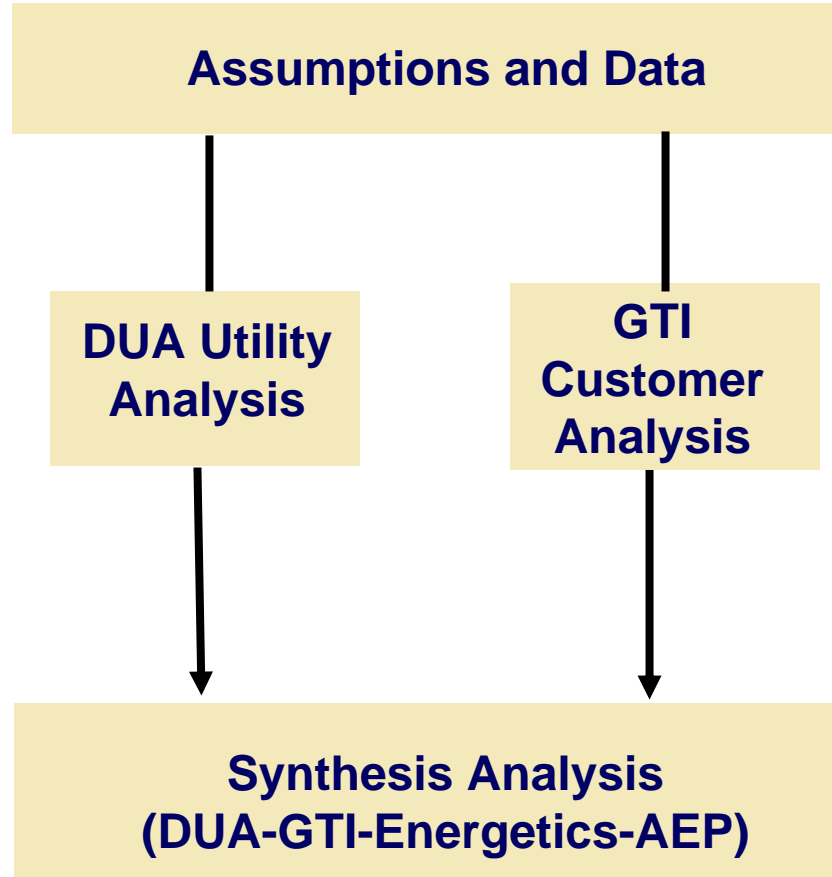 Assumptions and Data
DUA Utility
Analysis
GTI
Customer
Analysis
Synthesis Analysis
(DUA-GTI-Energetics-AEP)